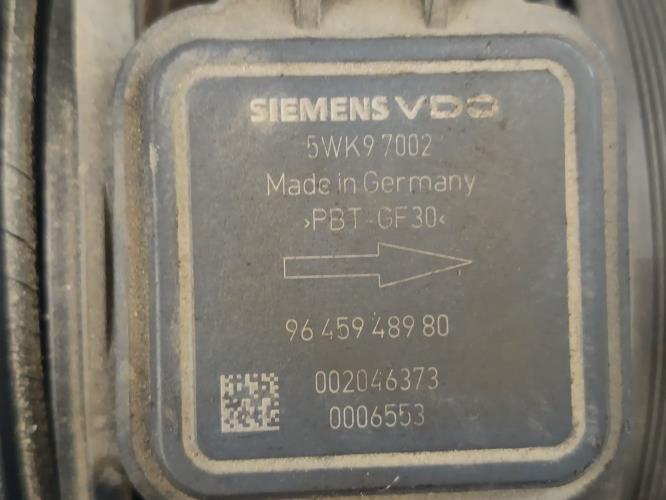 SIEMENS VDO
5WK9 7002
Made in Germany
>PBT-GF30<
96 459 489 80
002046373
0006553